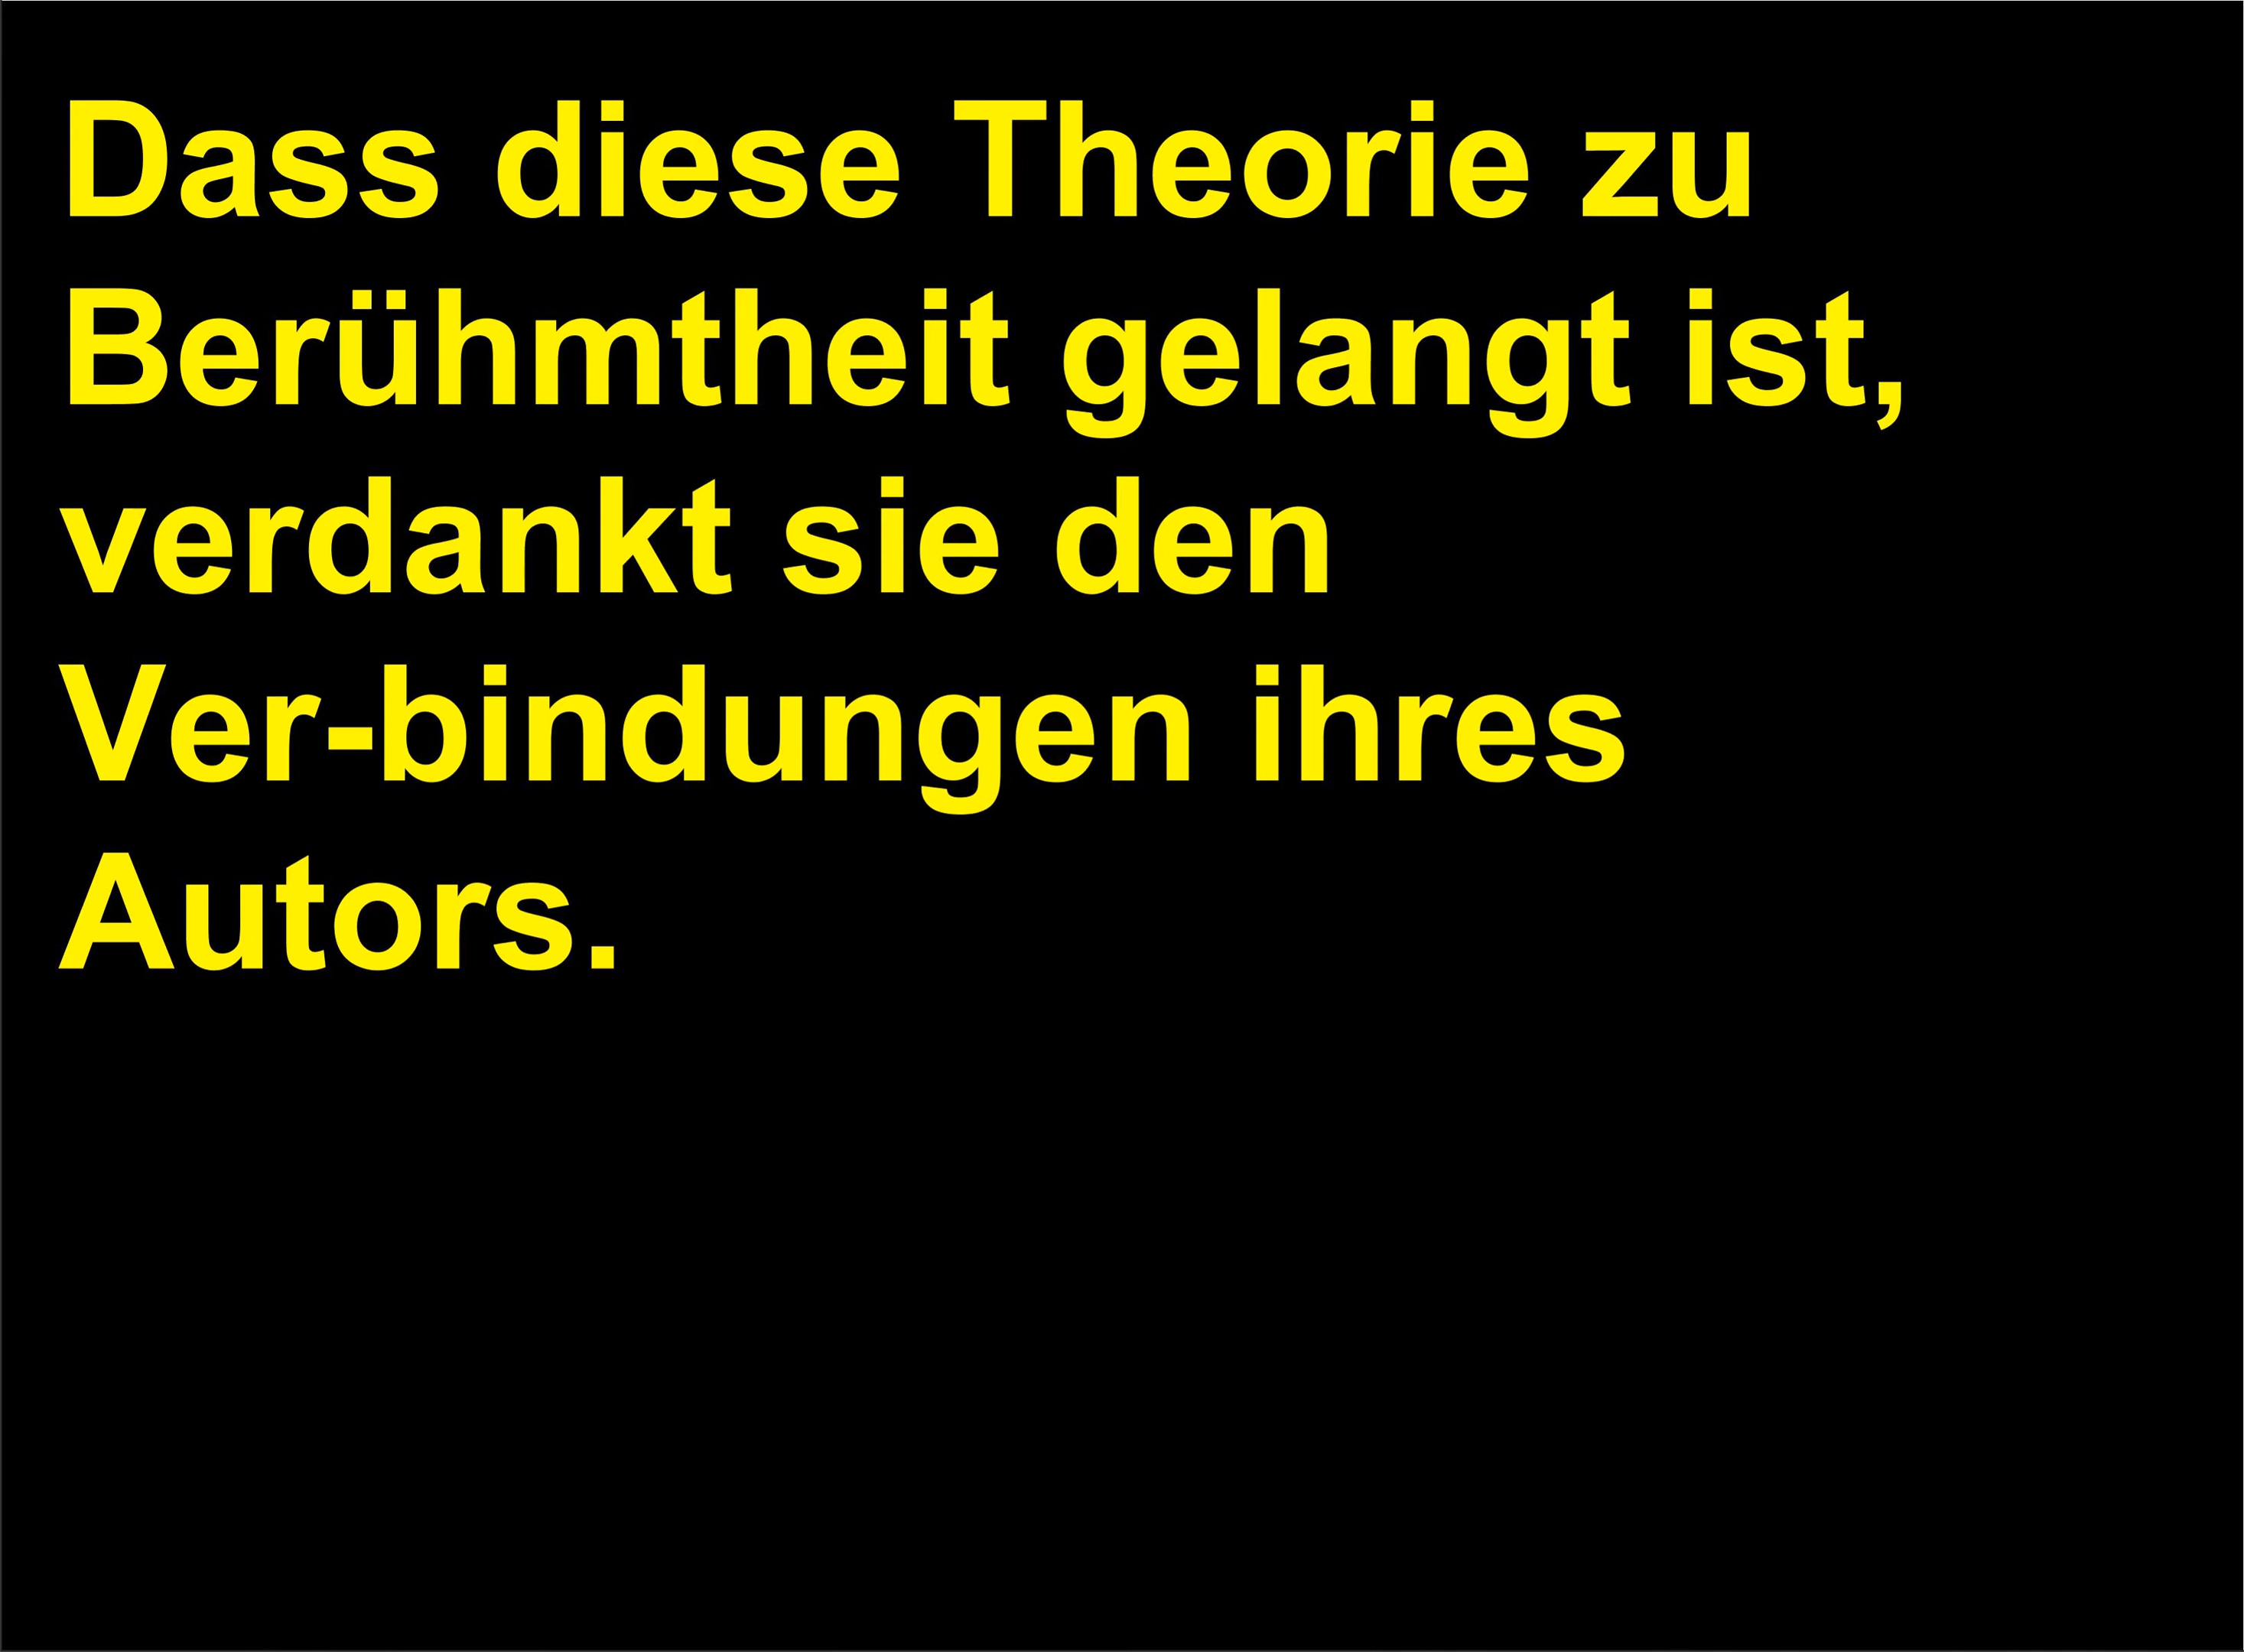 Dass diese Theorie zu
Berühmtheit gelangt ist,
verdankt sie den
Ver-bindungen ihres
Autors.